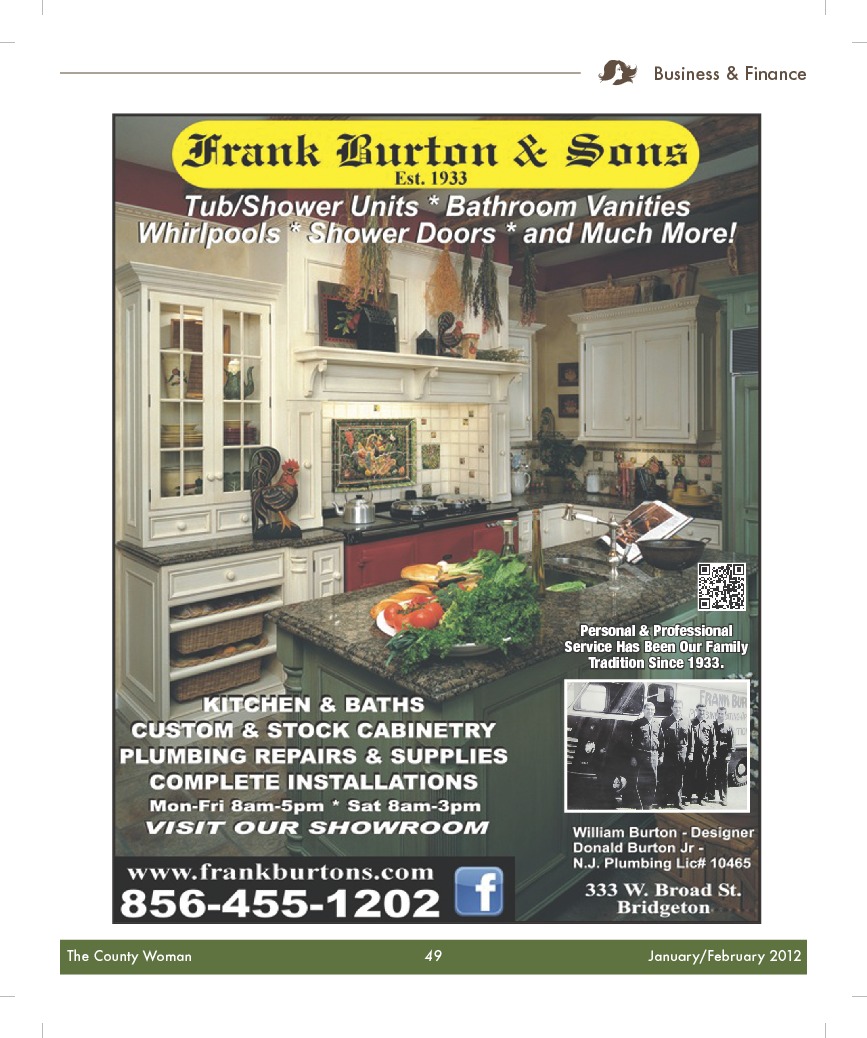 Business & Finance
Frank Burton & Sons
Est. 1933
Tub/Shower Units * Bathroom Vanities
Whirlpools * Shower Doors * and Much More!
Personal & Professional
Service Has Been Our Family
Tradition Since 1933.
FRANK BUR
KITCHEN & BATHS
CUSTOM & STOCK CABINETRY
PLUMBING REPAIRS & SUPPLIES
COMPLETE INSTALLATIONS
Mon-Fri 8am-5pm * Sat 8am-3pm
VISIT OUR SHOWROOM
William Burton - Designer
Donald Burton Jr -
N.J. Plumbing Lic# 10465
www.frankburtons.com
856-455-1202
f
333 W. Broad St.
Bridgeton
The County Woman 49 January/February 2012